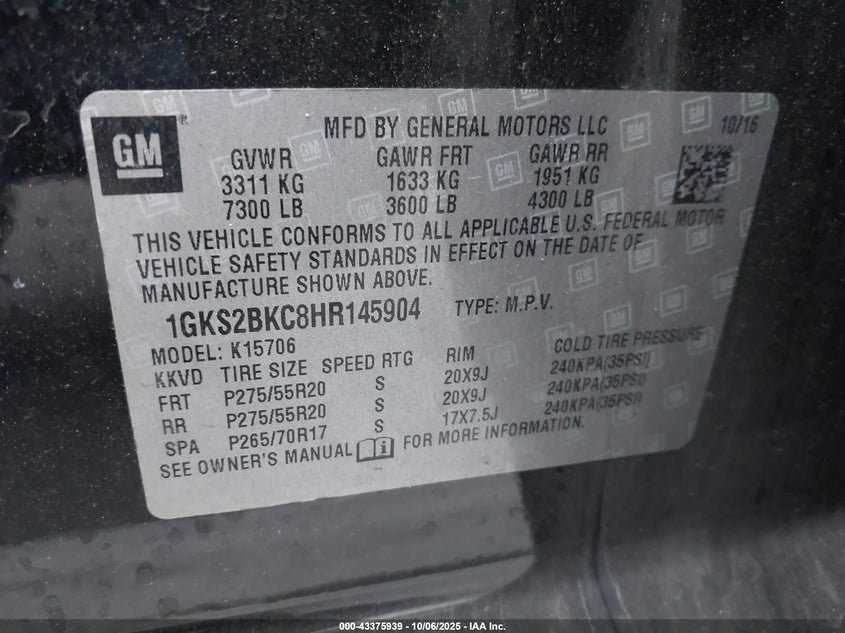 GM
MFD BY GENERAL MOTORS LLC 10/16
GVWR GAWR FRT GAWR RR
3311 KG 1633 KG 1951 KG
7300 LB 3600 LB 4300 LB
THIS VEHICLE CONFORMS TO ALL APPLICABLE U.S. FEDERAL MOTOR
VEHICLE SAFETY STANDARDS IN EFFECT ON THE DATE OF
MANUFACTURE SHOWN ABOVE.
1GKS2BKC8HR145904 TYPE: M.P.V.
MODEL: K15706
KKVD TIRE SIZE SPEED RTG RIM COLD TIRE PRESSURE
FRT P275/55R20 S 20X9J 240KPA(35PSI)
RR P275/55R20 S 20X9J 240KPA(35PSI)
SPA P265/70R17 S 17X7.5J 240KPA(35PSI)
SEE OWNER'S MANUAL FOR MORE INFORMATION.
000-43375939 - 10/06/2025 - IAA Inc.